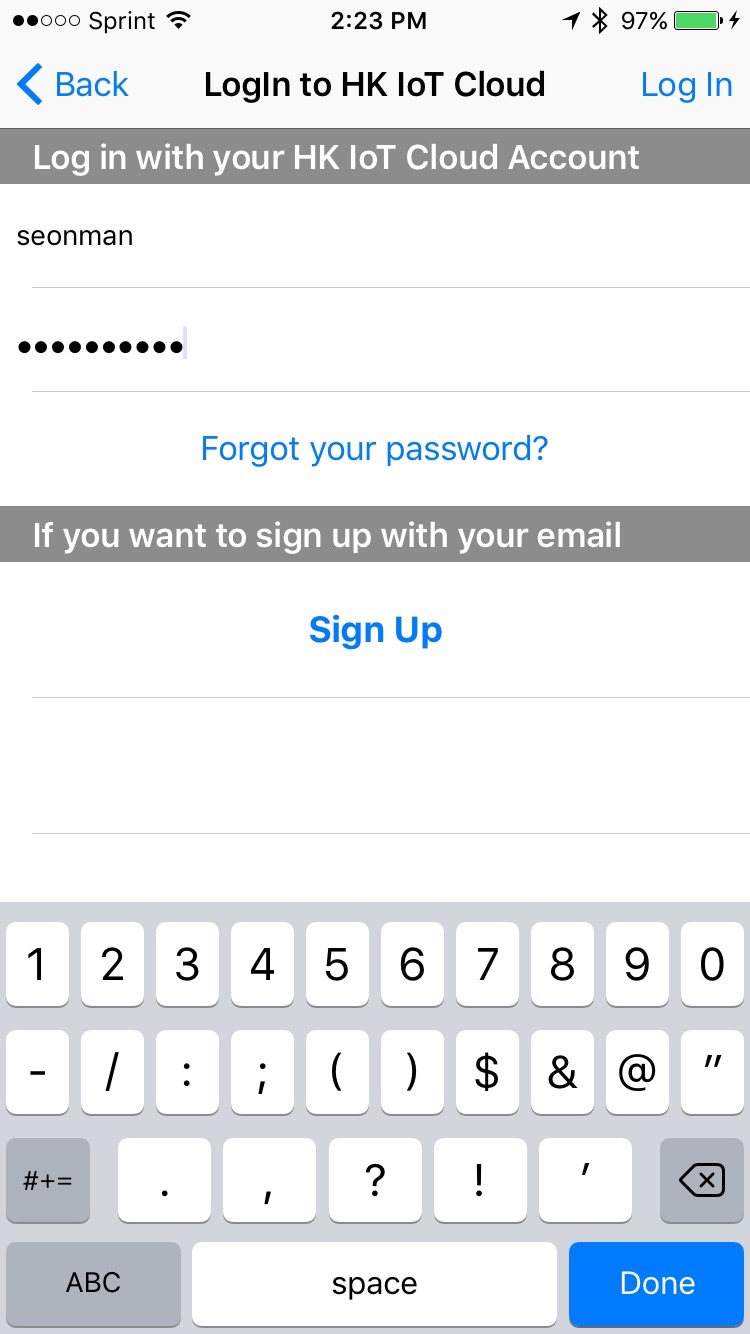 Sprint 2:23 PM 97%
Back LogIn to HK IoT Cloud Log In
Log in with your HK IoT Cloud Account
seonman
••••••••••
Forgot your password?
If you want to sign up with your email
Sign Up
1 2 3 4 5 6 7 8 9 0
- / : ; ( ) $ & @ "
#+= . , ? ! '
ABC space Done